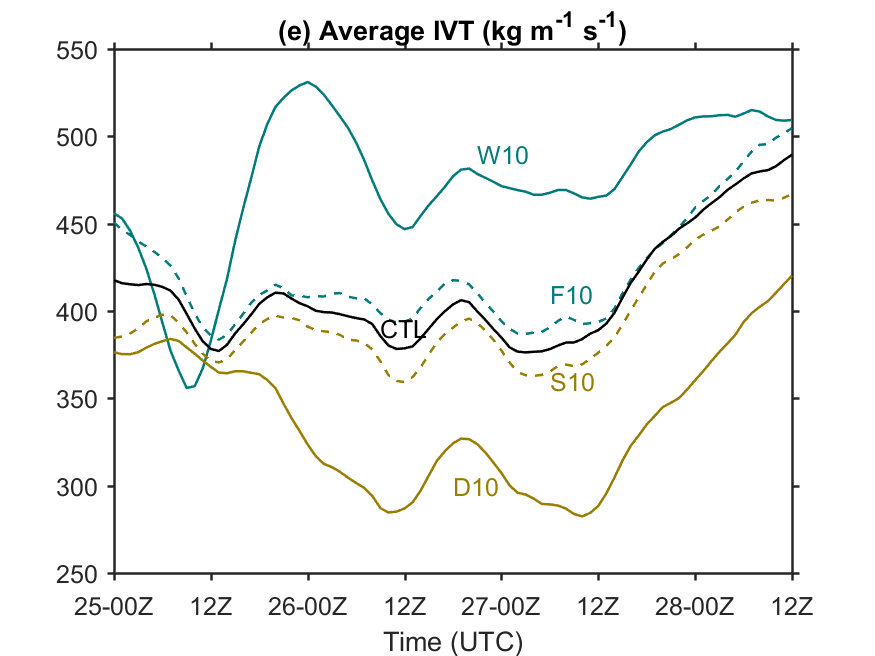 (e) Average IVT (kg m-1 s-1)
550
500
W10
450
400
F10
CTL
350
S10
300
D10
250
25-00Z 12Z 26-00Z 12Z 27-00Z 12Z 28-00Z 12Z
Time (UTC)